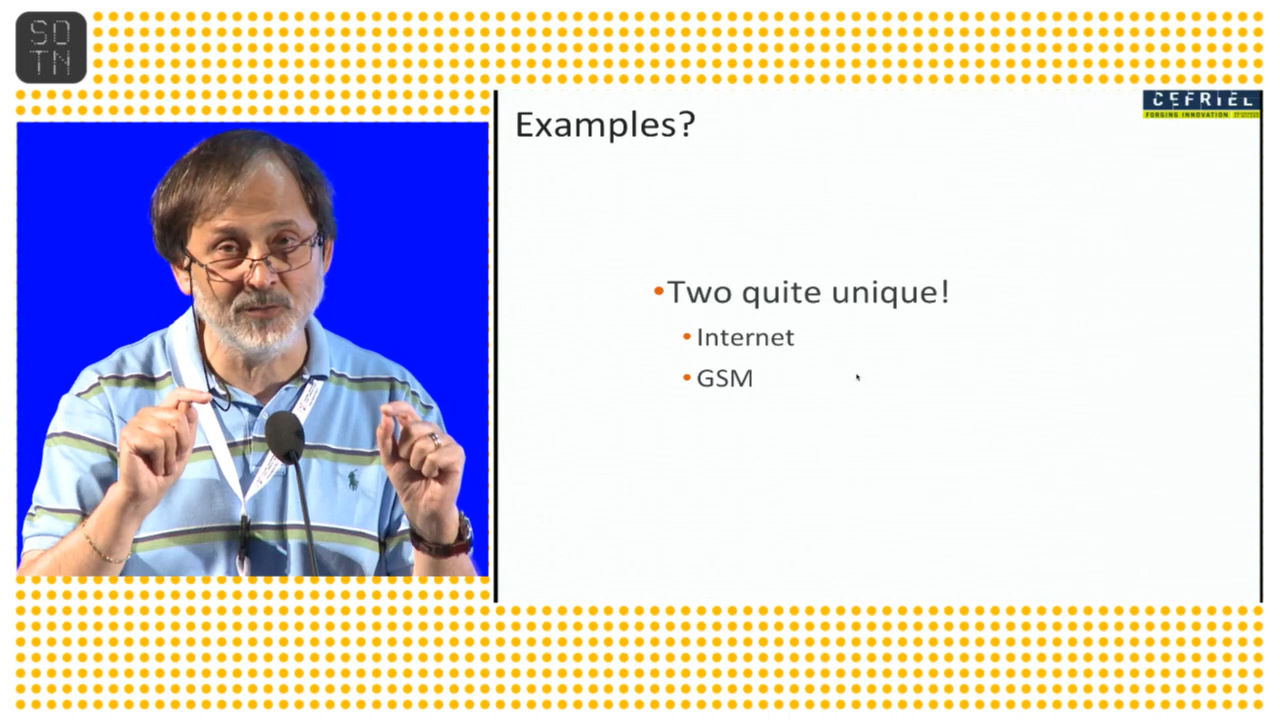 SO
TN
CEFRIEL
FORGING INNOVATION
Examples?
•Two quite unique!
• Internet
• GSM